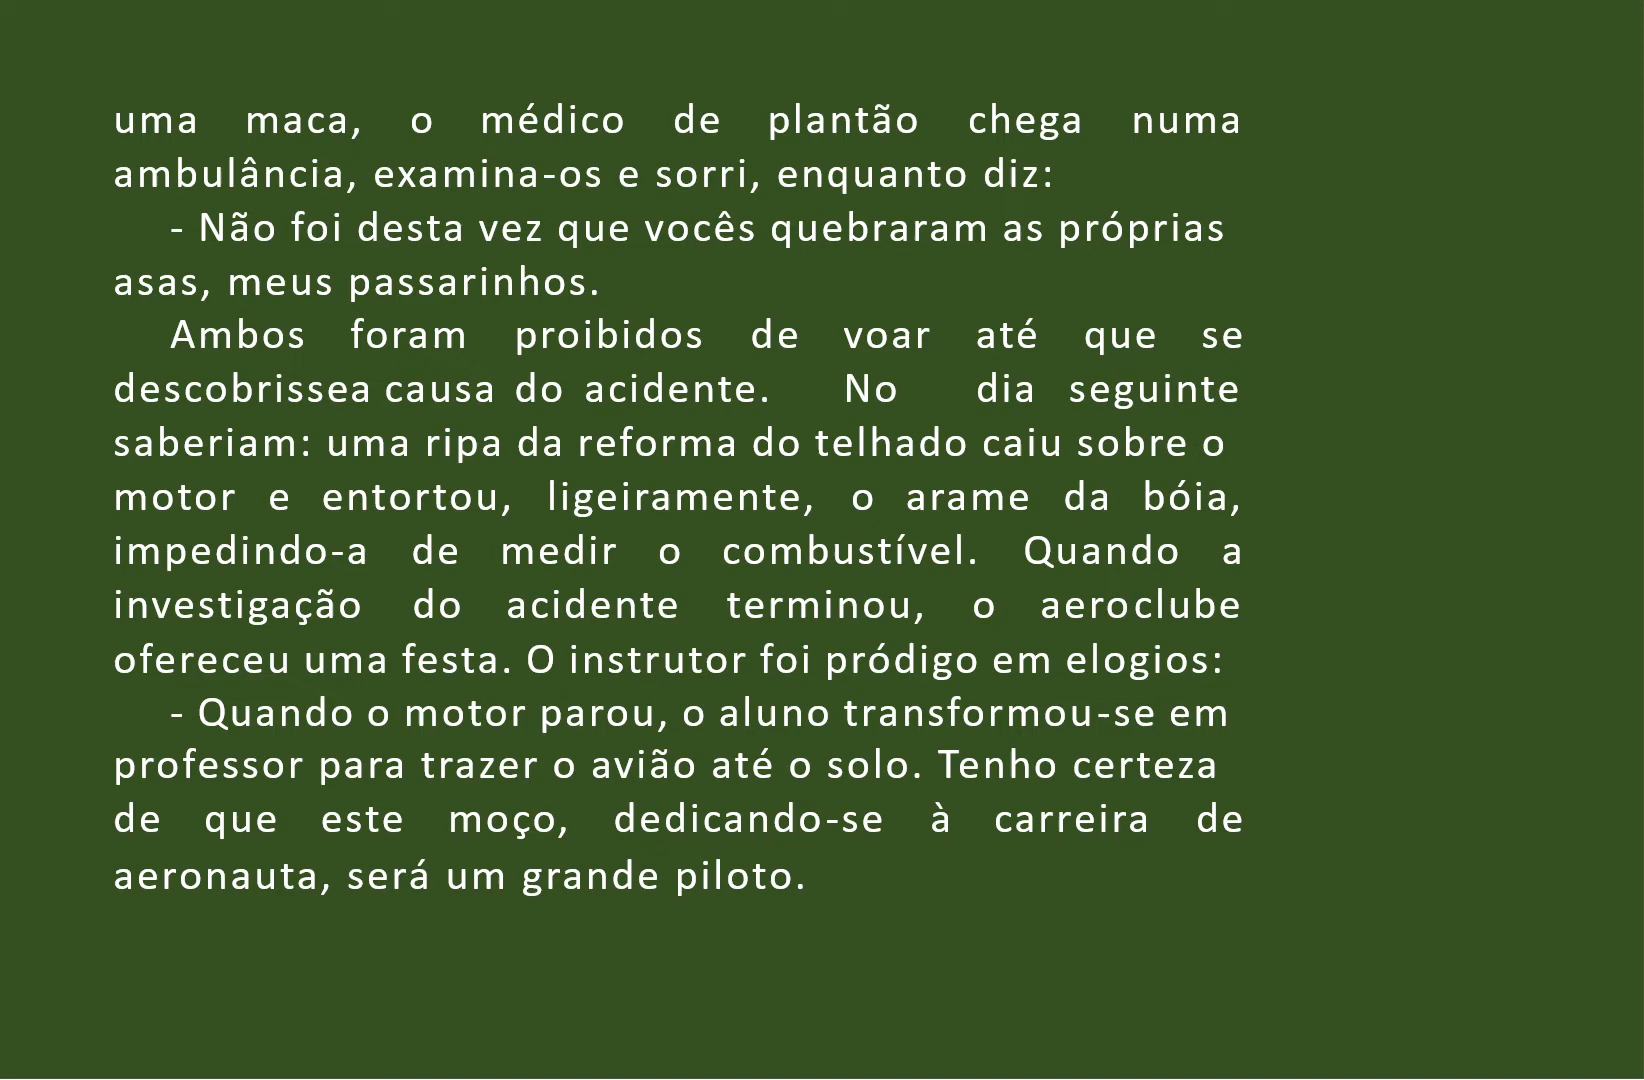 uma maca, o médico de plantão chega numa
ambulância, examina-os e sorri, enquanto diz:
- Não foi desta vez que vocês quebraram as próprias
asas, meus passarinhos.
Ambos foram proibidos de voar até que se
descobrissea causa do acidente. No dia seguinte
saberiam: uma ripa da reforma do telhado caiu sobre o
motor e entortou, ligeiramente, o arame da bóia,
impedindo-a de medir o combustível. Quando a
investigação do acidente terminou, o aeroclube
ofereceu uma festa. O instrutor foi pródigo em elogios:
- Quando o motor parou, o aluno transformou-se em
professor para trazer o avião até o solo. Tenho certeza
de que este moço, dedicando-se à carreira de
aeronauta, será um grande piloto.